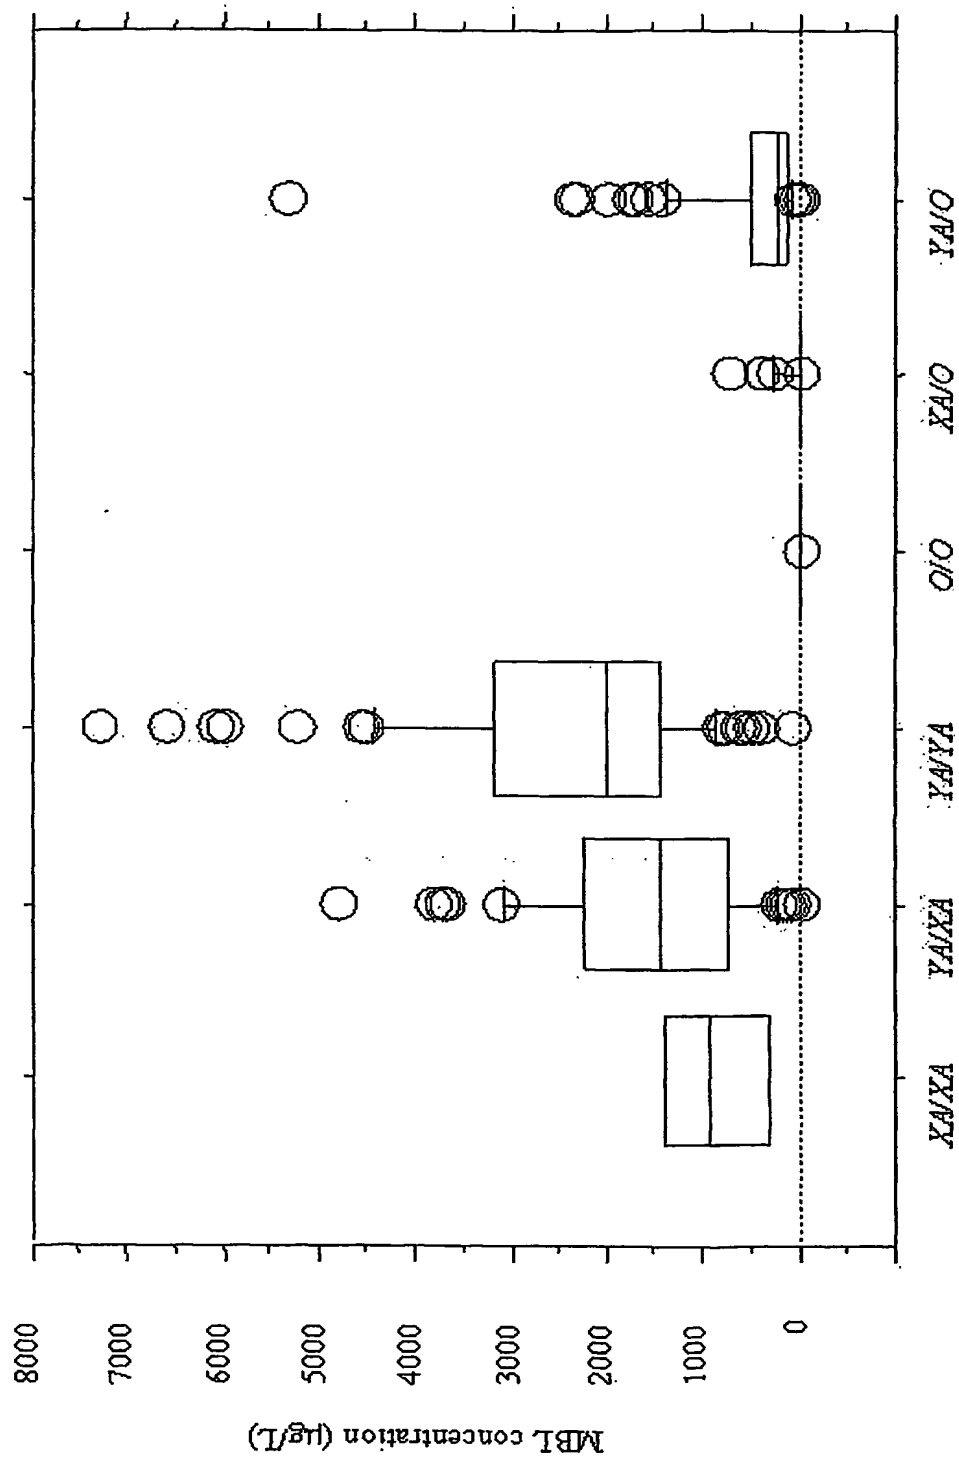 MBL concentration (µg/L)
8000
7000
6000
5000
4000
3000
2000
1000
0
XA/XA
YA/XA
YA/YA
O/O
XA/O
YA/O